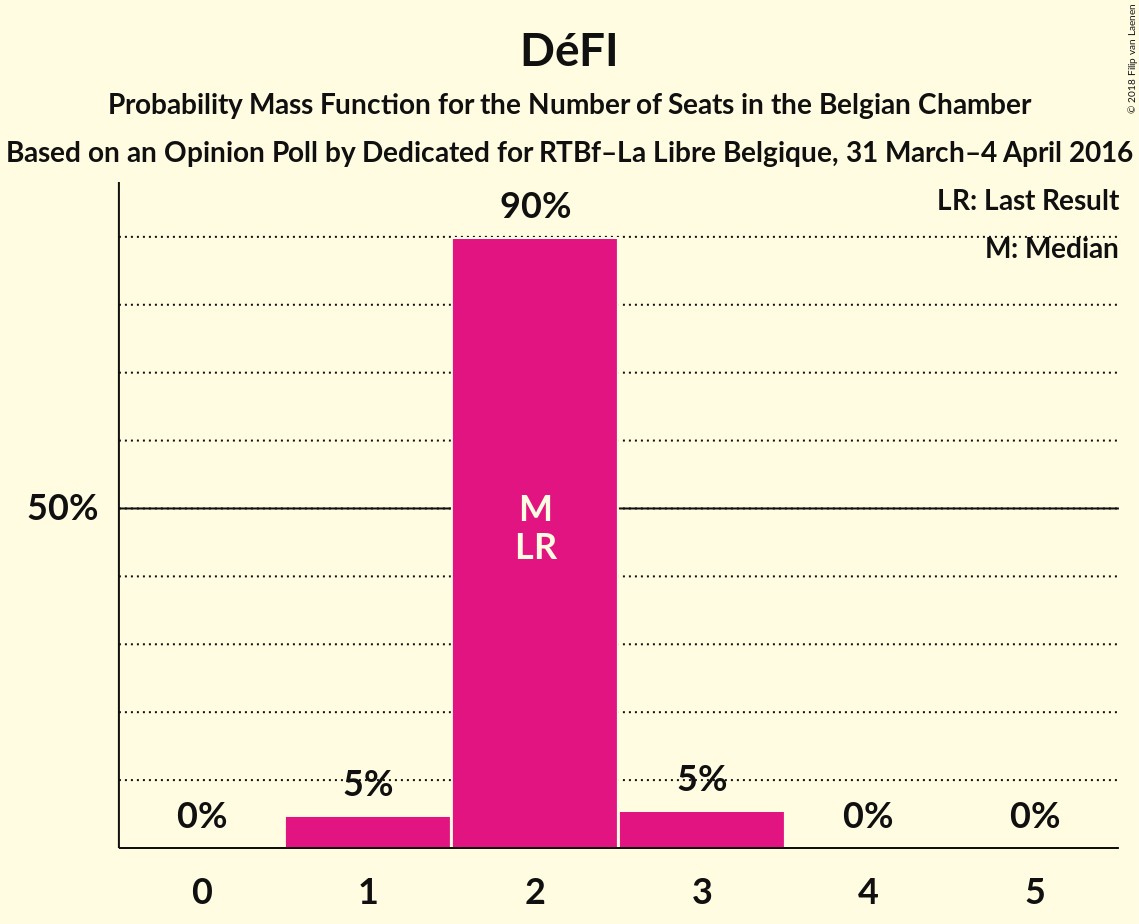 DéFI
Probability Mass Function for the Number of Seats in the Belgian Chamber
Based on an Opinion Poll by Dedicated for RTBf–La Libre Belgique, 31 March–4 April 2016
© 2018 Filip van Laenen
LR: Last Result
M: Median
90%
50%
M
LR
0%
5%
5%
0%
0%
0 1 2 3 4 5